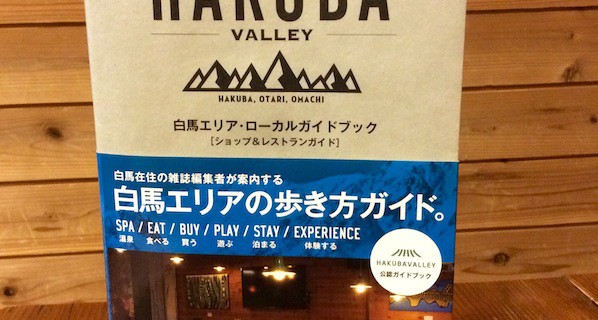 HAKUBA
VALLEY
HAKUBA, OTARI, OMACHI
白馬エリア・ローカルガイドブック
[ショップ&レストランガイド]
白馬在住の雑誌編集者が案内する
白馬エリアの歩き方ガイド。
SPA / EAT / BUY / PLAY / STAY / EXPERIENCE
温泉 食べる 買う 遊ぶ 泊まる 体験する
HAKUBAVALLEY
公認ガイドブック